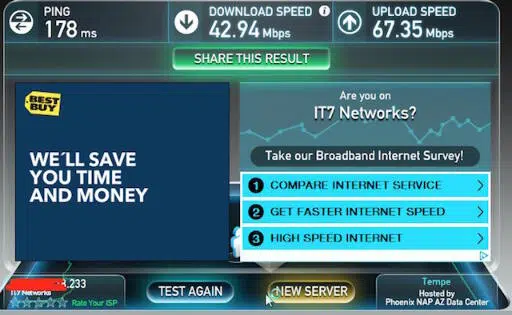 PING
178 ms
DOWNLOAD SPEED
42.94 Mbps
UPLOAD SPEED
67.35 Mbps
SHARE THIS RESULT
BEST
BUY
WE´LL SAVE
YOU TIME
AND MONEY
Are you on
IT7 Networks?
Take our Broadband Internet Survey!
1 COMPARE INTERNET SERVICE
2 GET FASTER INTERNET SPEED
3 HIGH SPEED INTERNET
.233
IT7 Networks
Rate Your ISP
TEST AGAIN
NEW SERVER
Tempe
Hosted by
Phoenix NAP AZ Data Center